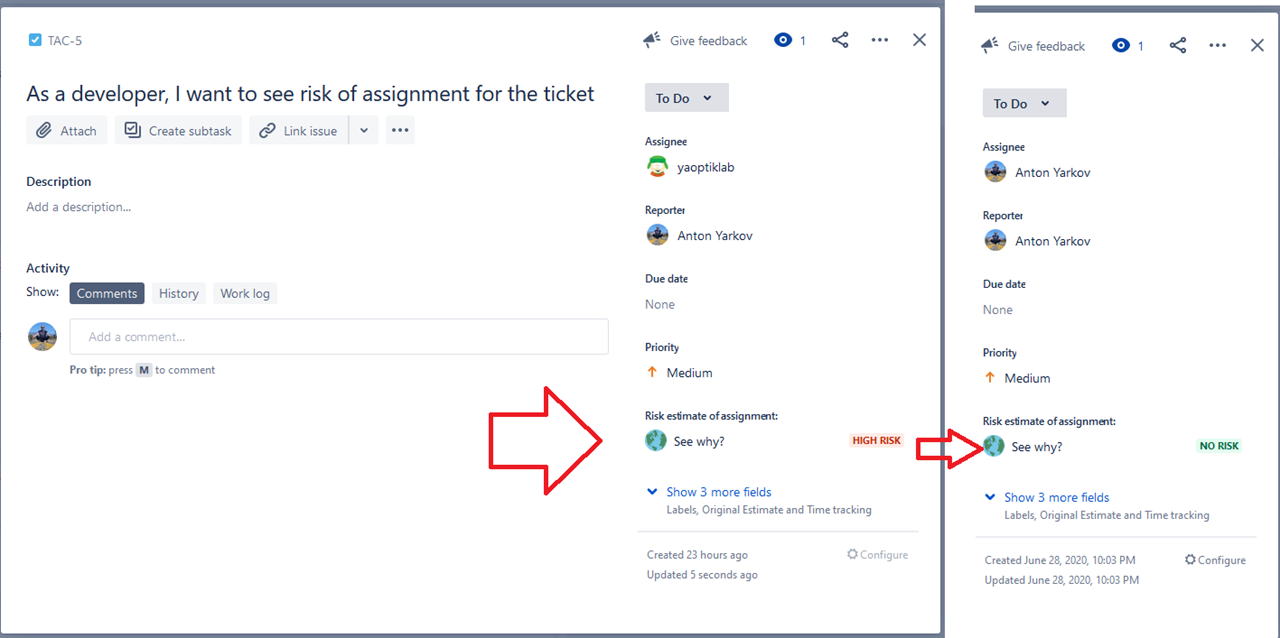 TAC-5
Give feedback
1
As a developer, I want to see risk of assignment for the ticket
Attach
Create subtask
Link issue
Description
Add a description...
Activity
Show:
Comments
History
Work log
Add a comment...
Pro tip: press M to comment
To Do
Assignee
yaoptiklab
Reporter
Anton Yarkov
Due date
None
Priority
Medium
Risk estimate of assignment:
See why?
HIGH RISK
Show 3 more fields
Labels, Original Estimate and Time tracking
Created 23 hours ago
Configure
Updated 5 seconds ago
Give feedback
1
To Do
Assignee
Anton Yarkov
Reporter
Anton Yarkov
Due date
None
Priority
Medium
Risk estimate of assignment:
See why?
NO RISK
Show 3 more fields
Labels, Original Estimate and Time tracking
Created June 28, 2020, 10:03 PM
Configure
Updated June 28, 2020, 10:03 PM